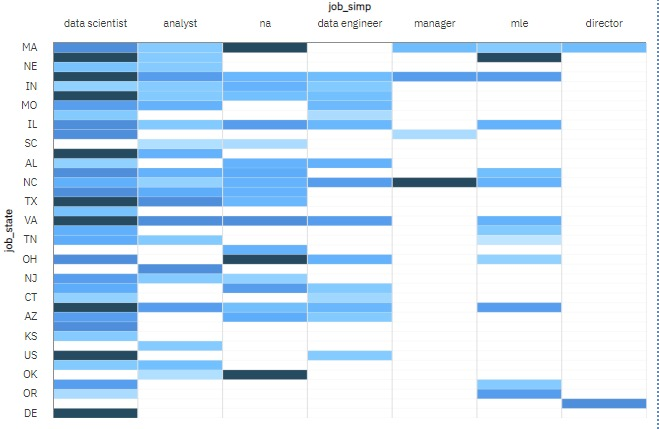 job_simp
data scientist analyst na data engineer manager mle director
job_state
MA
NE
IN
MO
IL
SC
AL
NC
TX
VA
TN
OH
NJ
CT
AZ
KS
US
OK
OR
DE